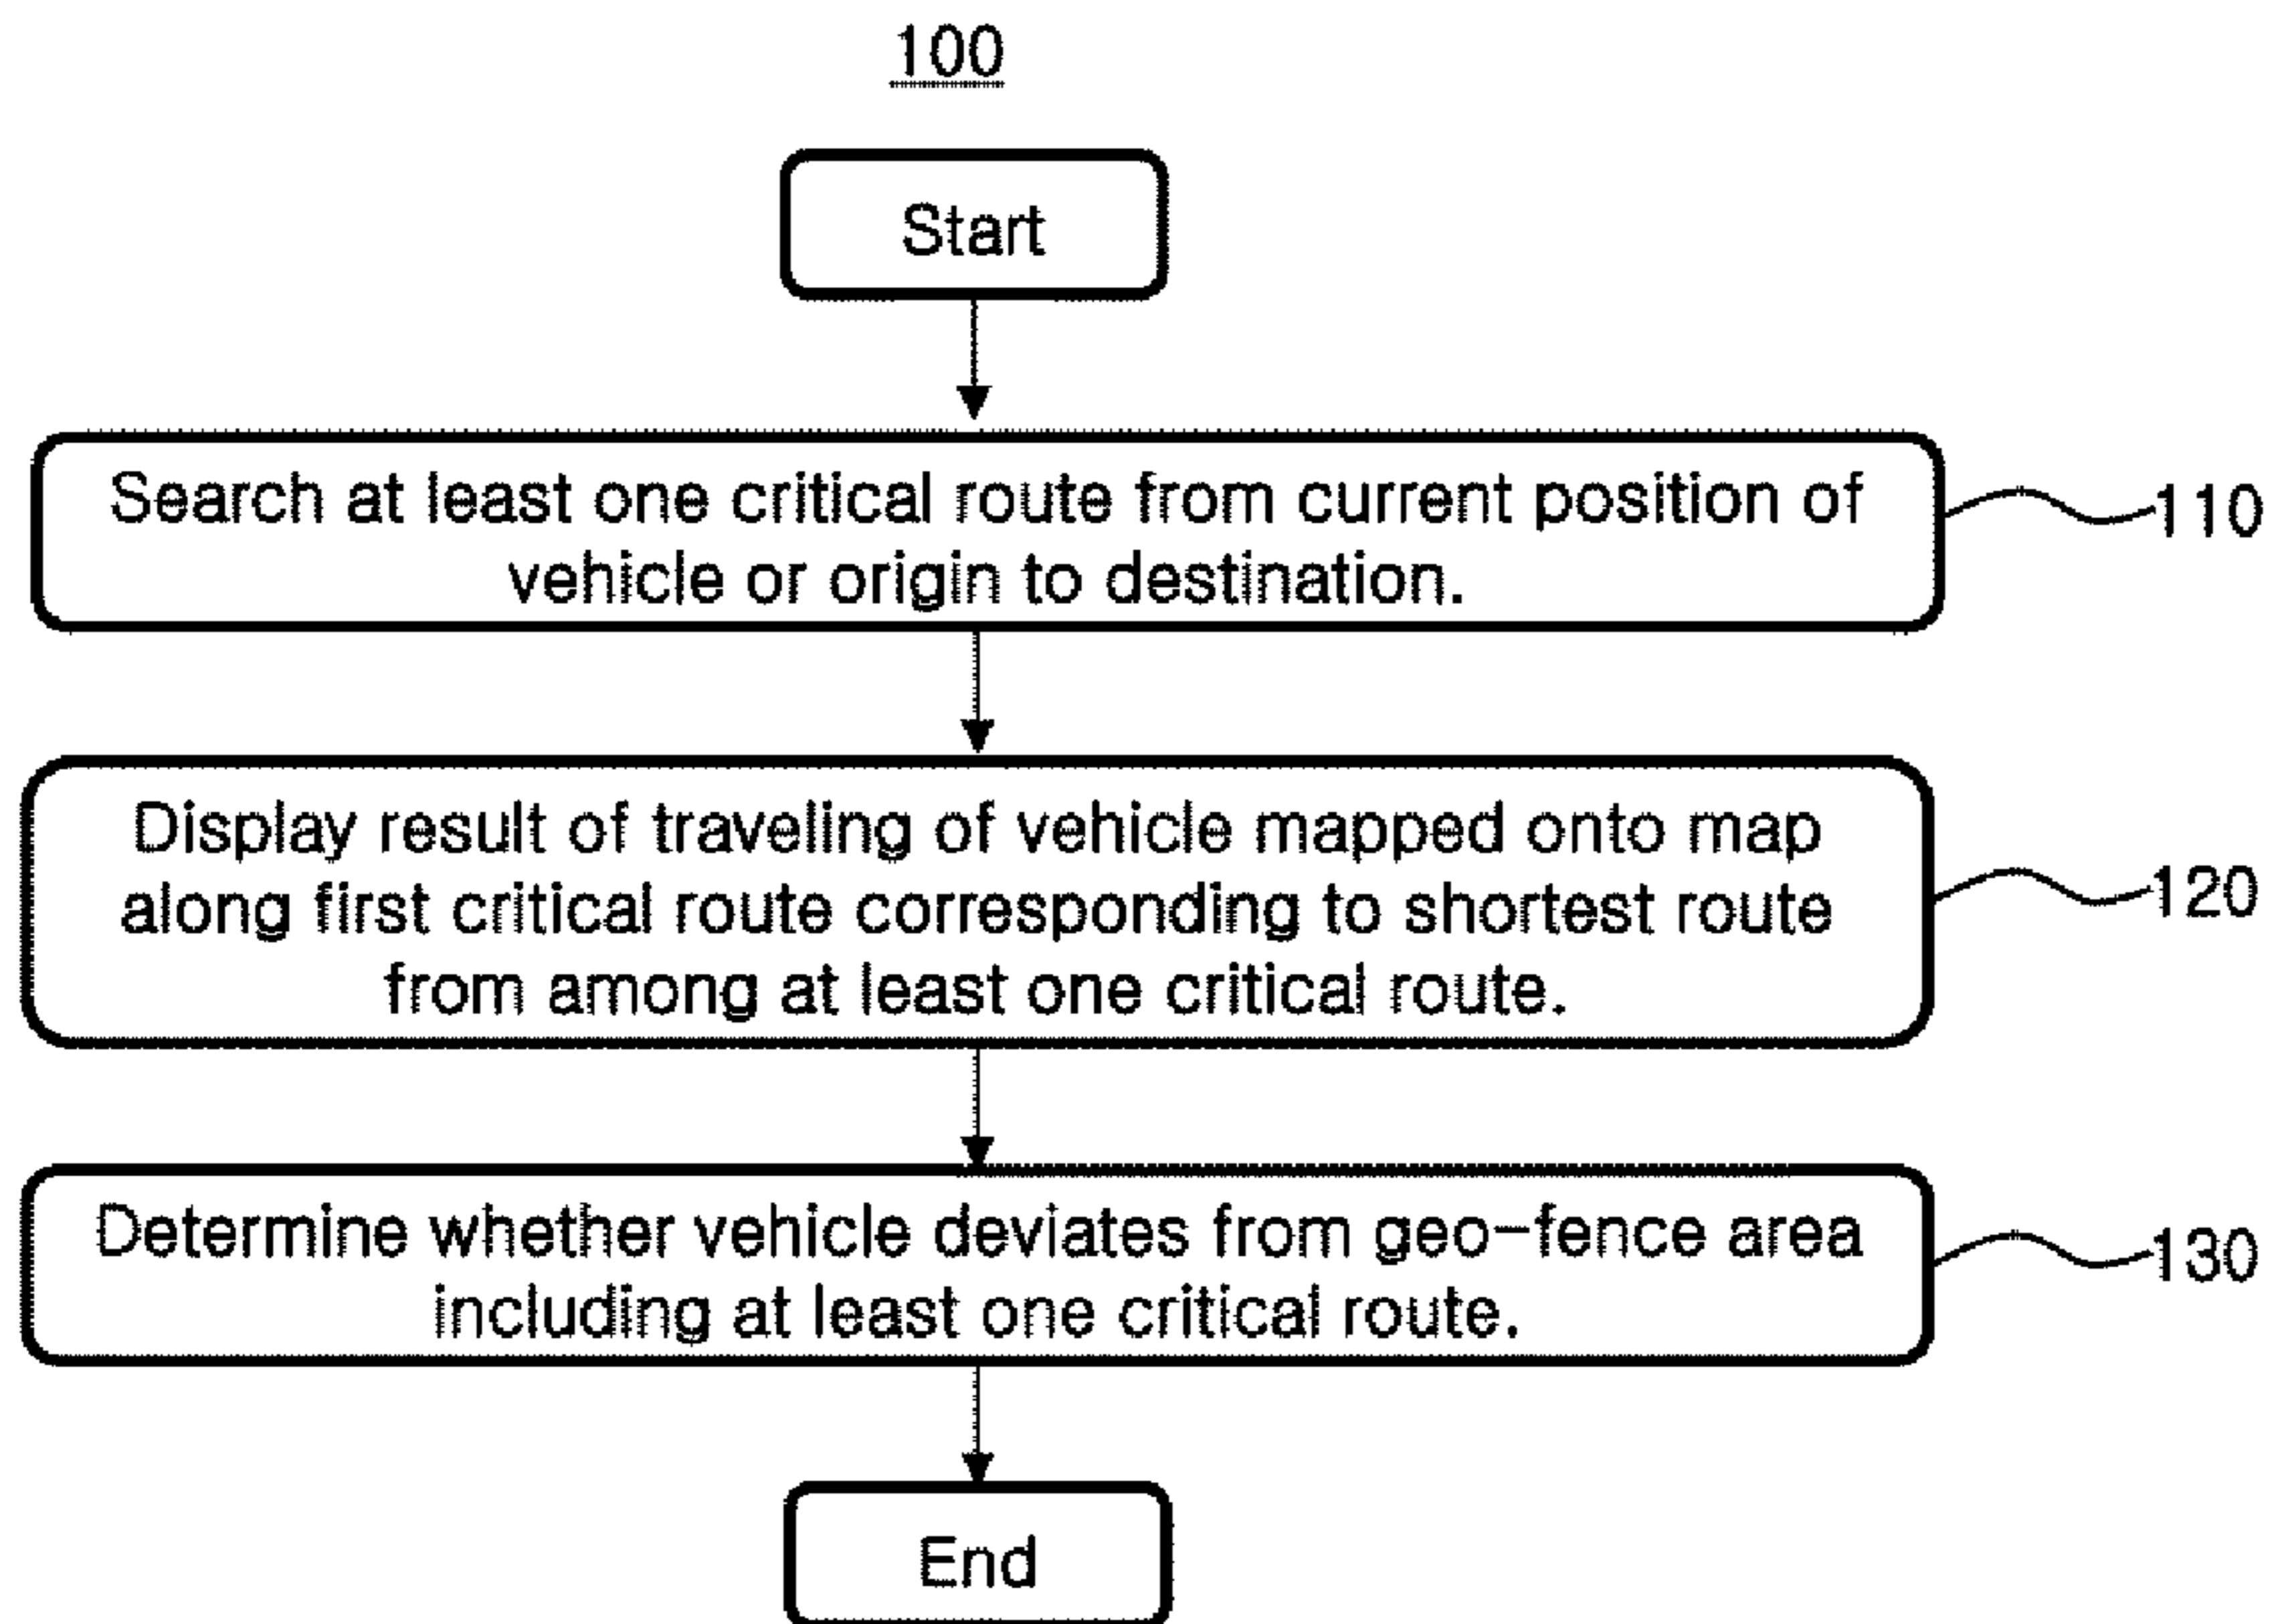 100
Start
Search at least one critical route from current position of
vehicle or origin to destination.
110
Display result of traveling of vehicle mapped onto map
along first critical route corresponding to shortest route
from among at least one critical route.
120
Determine whether vehicle deviates from geo-fence area
including at least one critical route.
130
End